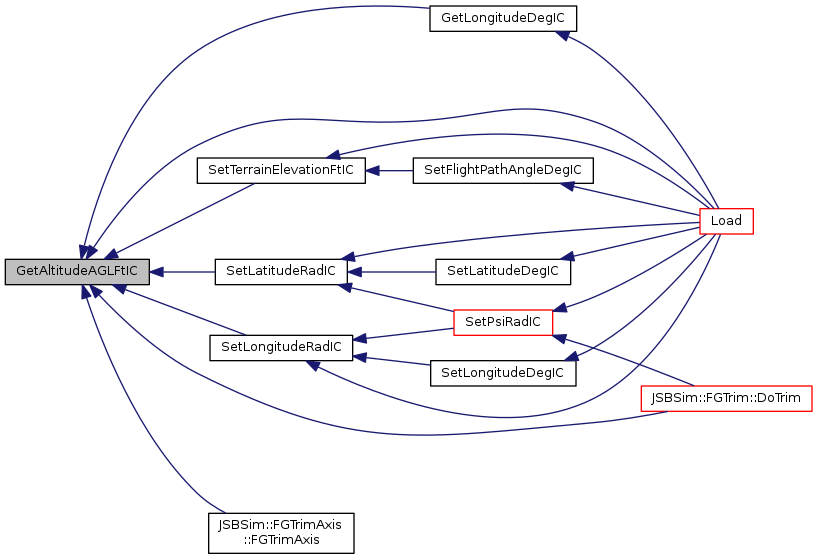 GetLongitudeDegIC
SetTerrainElevationFtIC
SetFlightPathAngleDegIC
Load
GetAltitudeAGLFtIC
SetLatitudeRadIC
SetLatitudeDegIC
SetPsiRadIC
SetLongitudeRadIC
SetLongitudeDegIC
JSBSim::FGTrim::DoTrim
JSBSim::FGTrimAxis
::FGTrimAxis